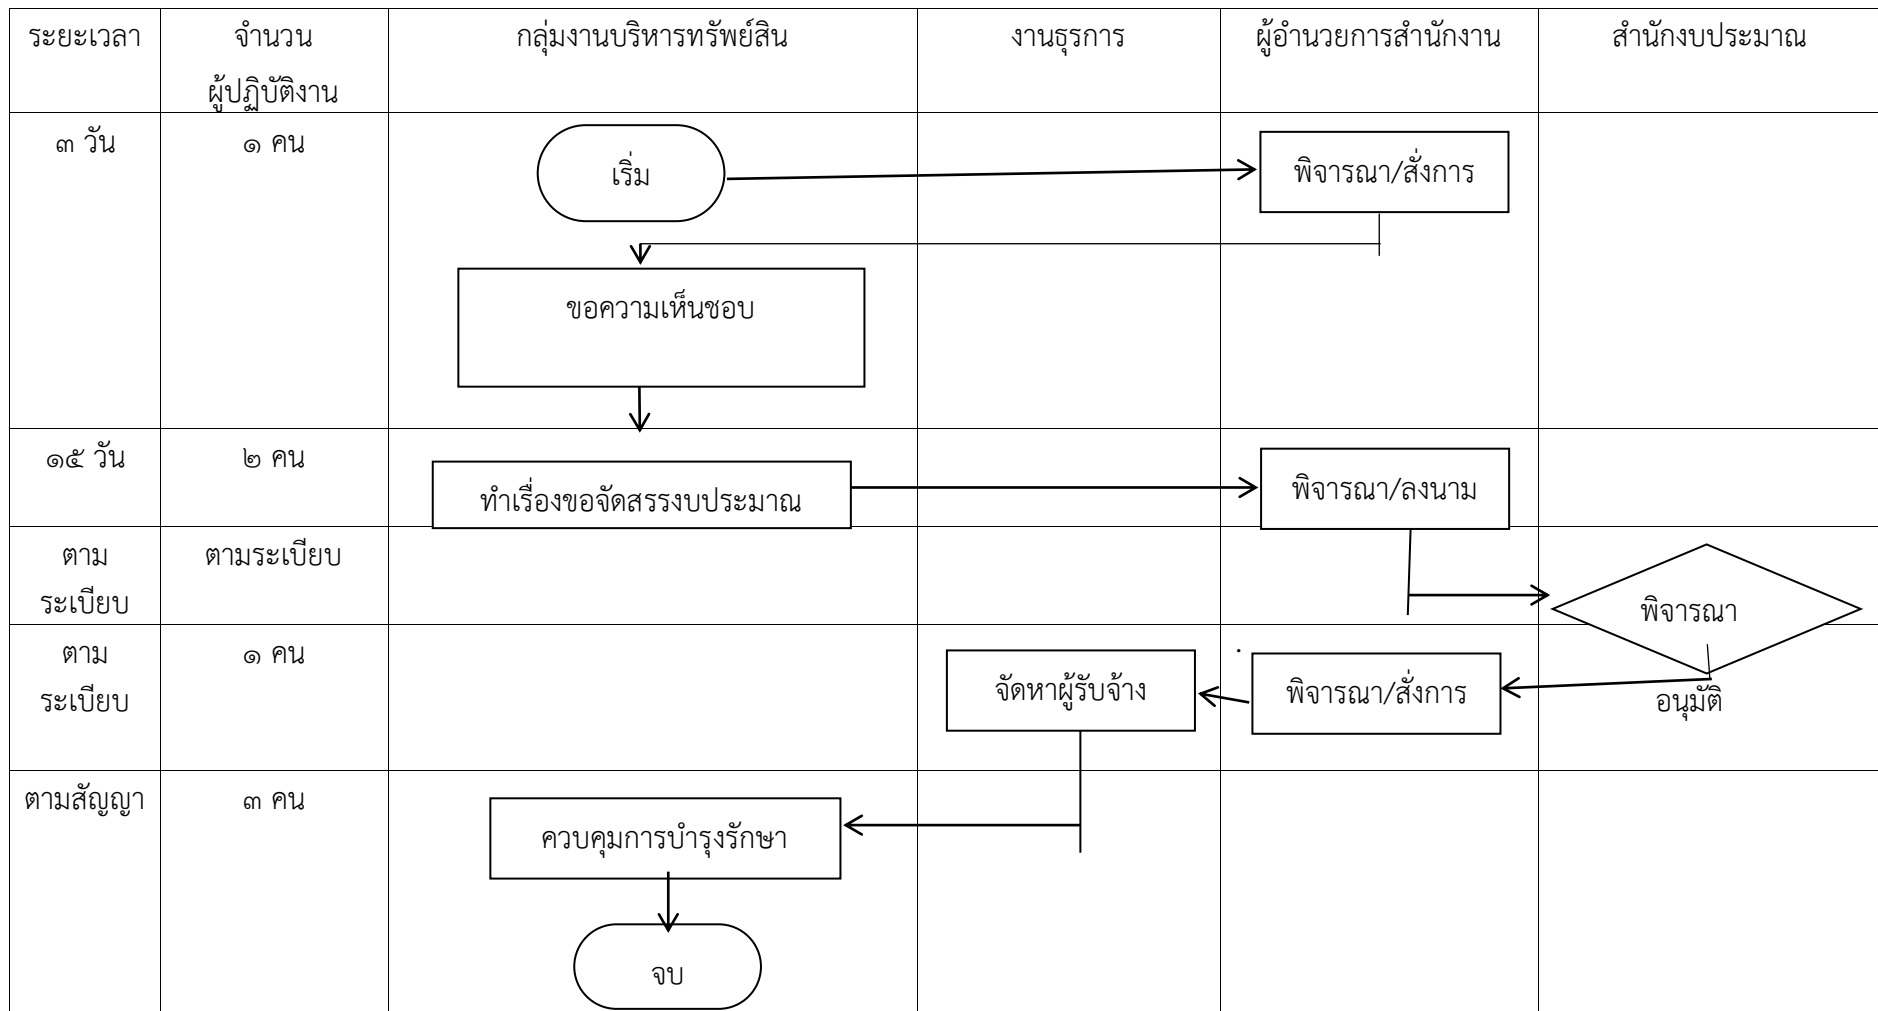 ระยะเวลา
จำนวน
ผู้ปฏิบัติงาน
กลุ่มงานบริหารทรัพย์สิน
งานธุรการ
ผู้อำนวยการสำนักงาน
สำนักงบประมาณ
๓ วัน
๑ คน
เริ่ม
พิจารณา/สั่งการ
ขอความเห็นชอบ
๑๕ วัน
๒ คน
ทำเรื่องขอจัดสรรงบประมาณ
พิจารณา/ลงนาม
ตาม
ระเบียบ
ตามระเบียบ
พิจารณา
ตาม
ระเบียบ
๑ คน
จัดหาผู้รับจ้าง
พิจารณา/สั่งการ
อนุมัติ
ตามสัญญา
๓ คน
ควบคุมการบำรุงรักษา
จบ